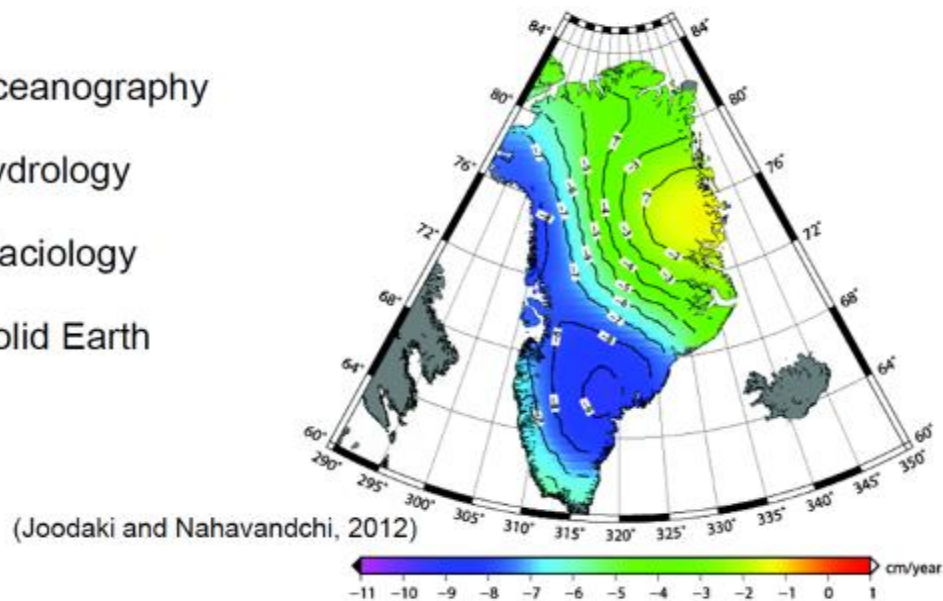 ceanography
ydrology
aciology
olid Earth
(Joodaki and Nahavandchi, 2012)
84° 84°
80° 80°
76° 76°
72° 72°
68° 68°
64° 64°
60° 60°
290° 295° 300° 305° 310° 315° 320° 325° 330° 335° 340° 345° 350°
−11 −10 −9 −8 −7 −6 −5 −4 −3 −2 −1 0 1 cm/year